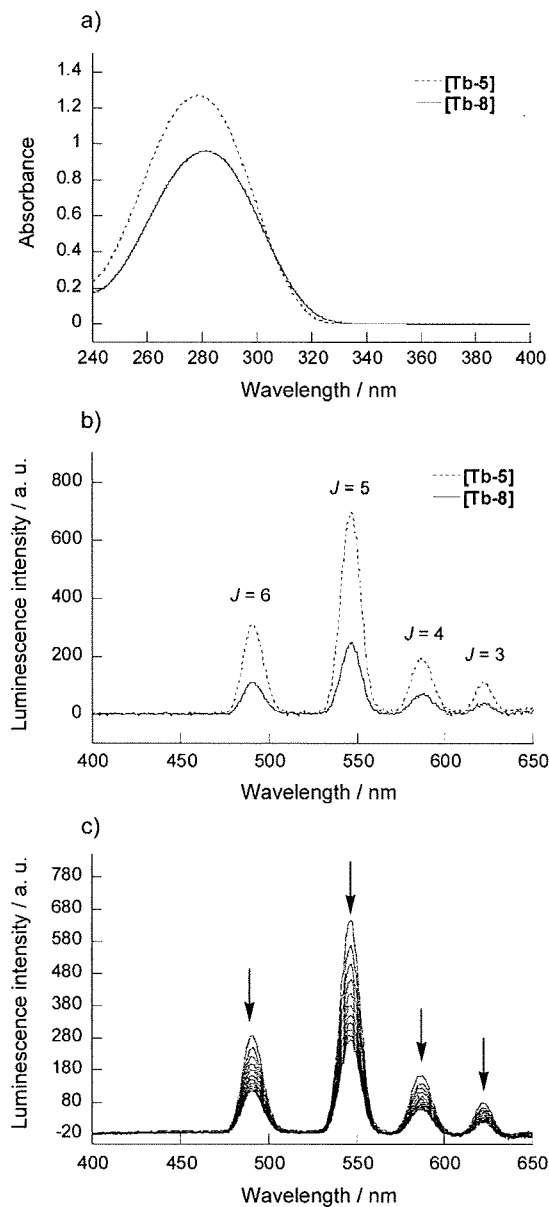 a)
1.4
1.2
1
0.8
0.6
0.4
0.2
0
Absorbance
[Tb-5]
[Tb-8]
240 260 280 300 320 340 360 380 400
Wavelength / nm
b)
800
600
400
200
0
Luminescence intensity / a. u.
[Tb-5]
[Tb-8]
J = 6
J = 5
J = 4
J = 3
400 450 500 550 600 650
Wavelength / nm
c)
780
680
580
480
380
280
180
80
-20
Luminescence intensity / a. u.
400 450 500 550 600 650
Wavelength / nm